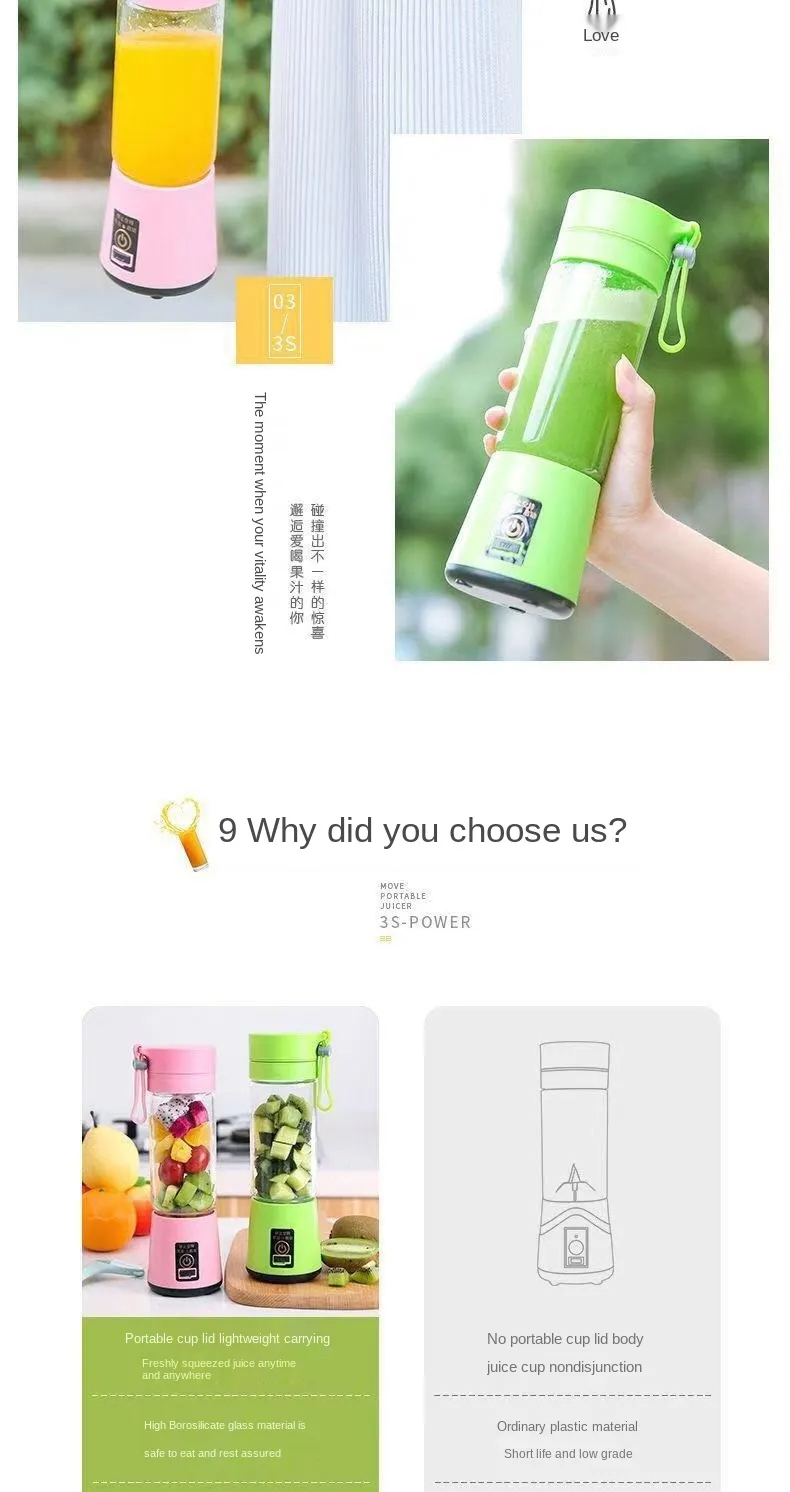 Love
03
/
3S
The moment when your vitality awakens
碰撞出不一样的惊喜
邂逅爱喝果汁的你
9 Why did you choose us?
MOVE
PORTABLE
JUICER
3S-POWER
Portable cup lid lightweight carrying
Freshly squeezed juice anytime
and anywhere
High Borosilicate glass material is
safe to eat and rest assured
No portable cup lid body
juice cup nondisjunction
Ordinary plastic material
Short life and low grade